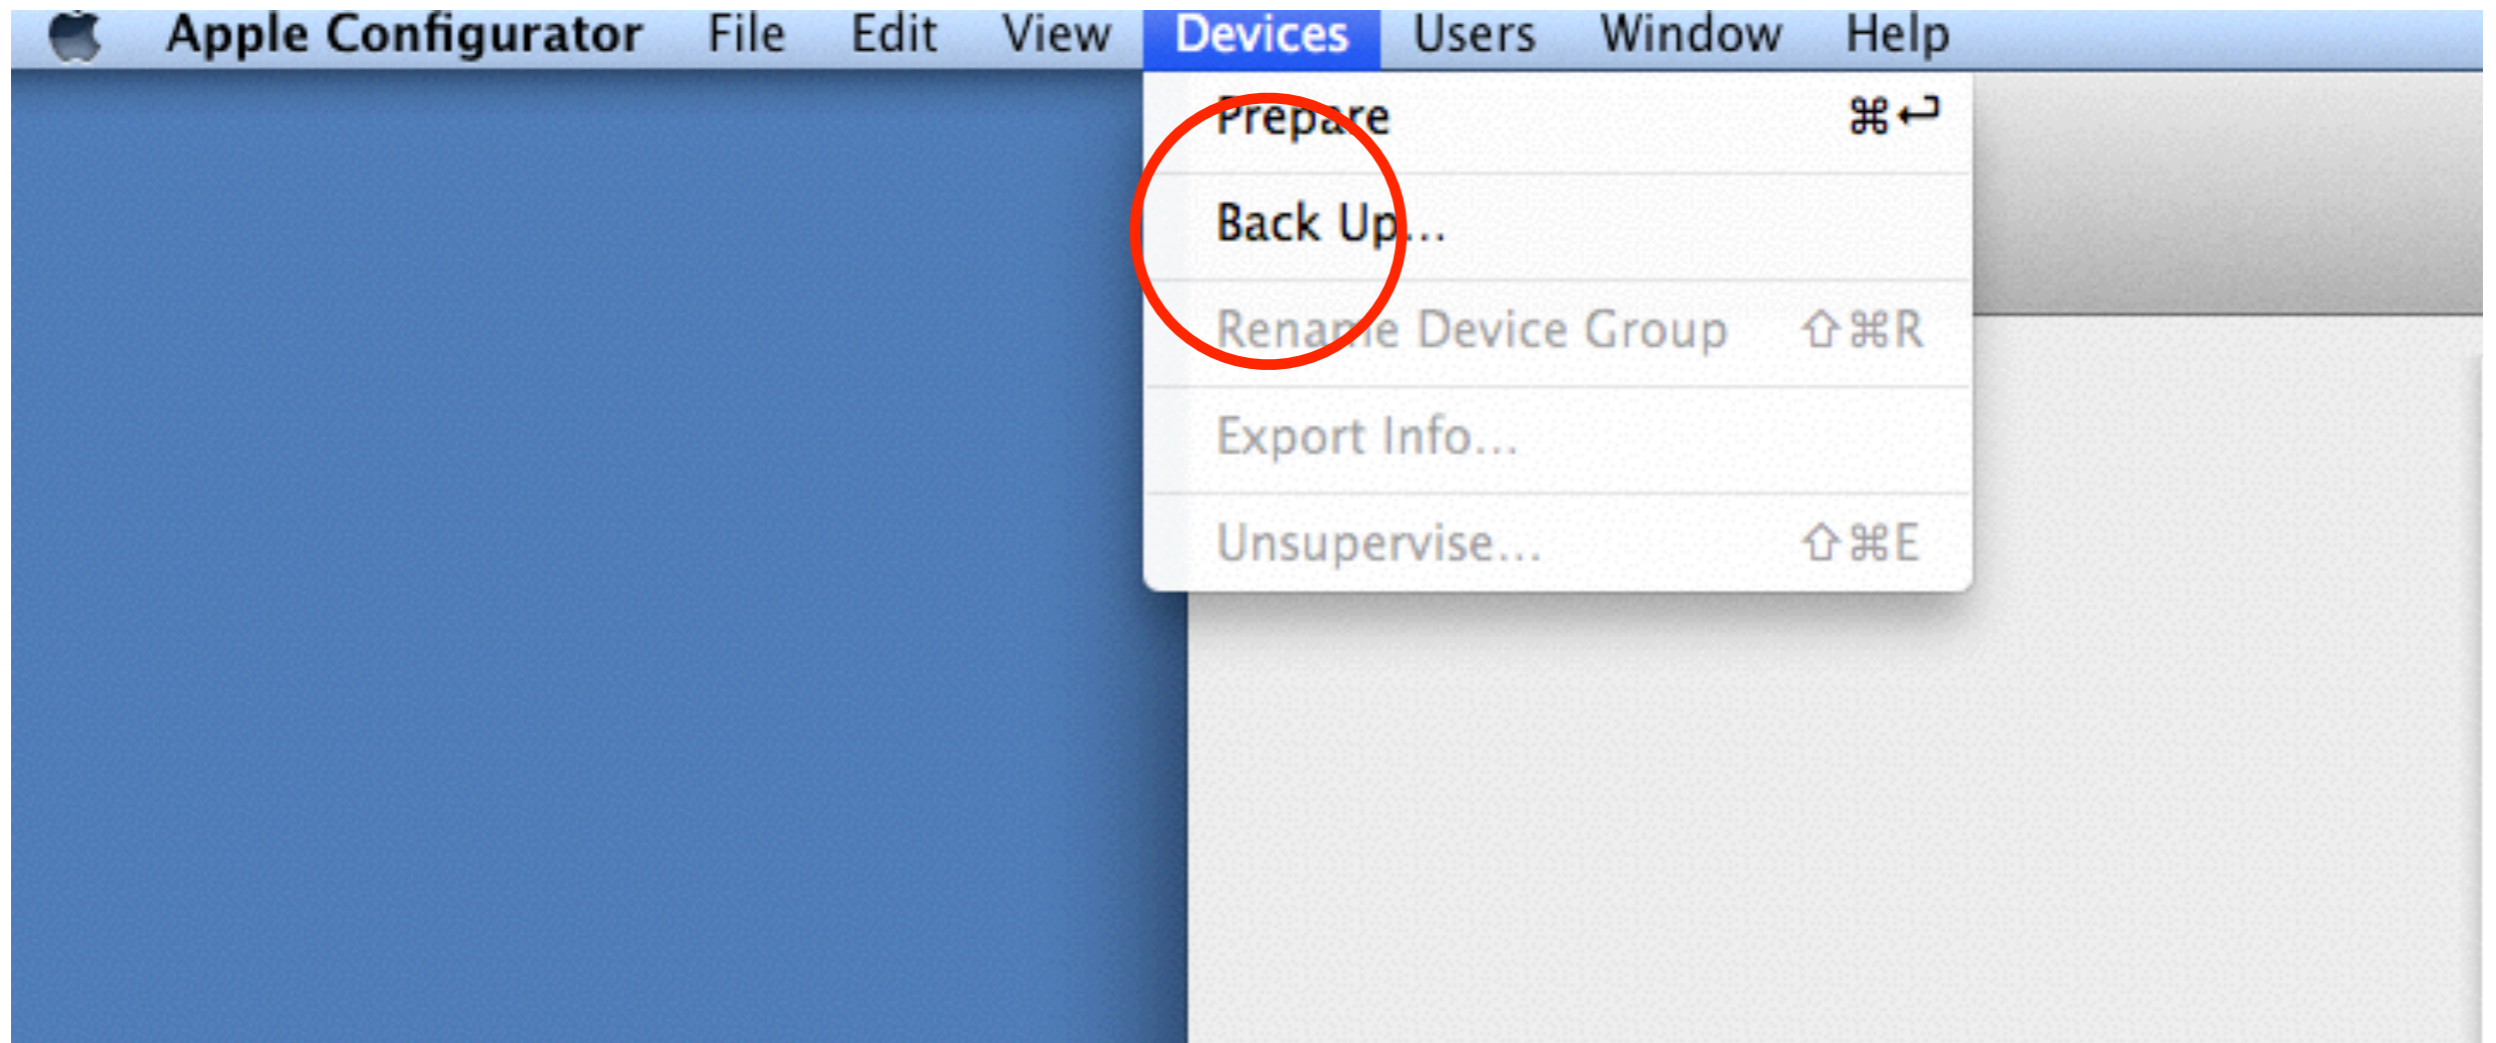 Apple Configurator File Edit View Devices Users Window Help
Prepare ⌘↩
Back Up...
Rename Device Group ⇧⌘R
Export Info...
Unsupervise... ⇧⌘E